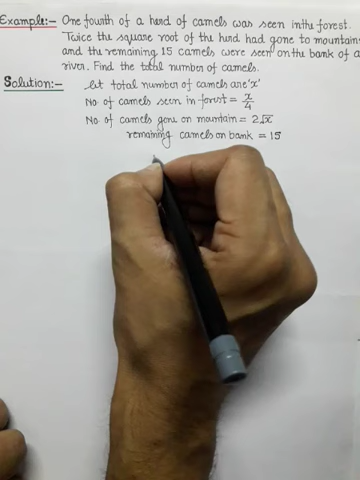 Example:- One fourth of a herd of camels was seen in the forest.
Twice the square root of the herd had gone to mountain
and the remaining 15 camels were seen on the bank of a
river. Find the total number of camels.
Solution:- Let total number of camels are 'x'
No. of camels seen in forest = x/4
No. of camels gone on mountain = 2√x
remaining camels on bank = 15